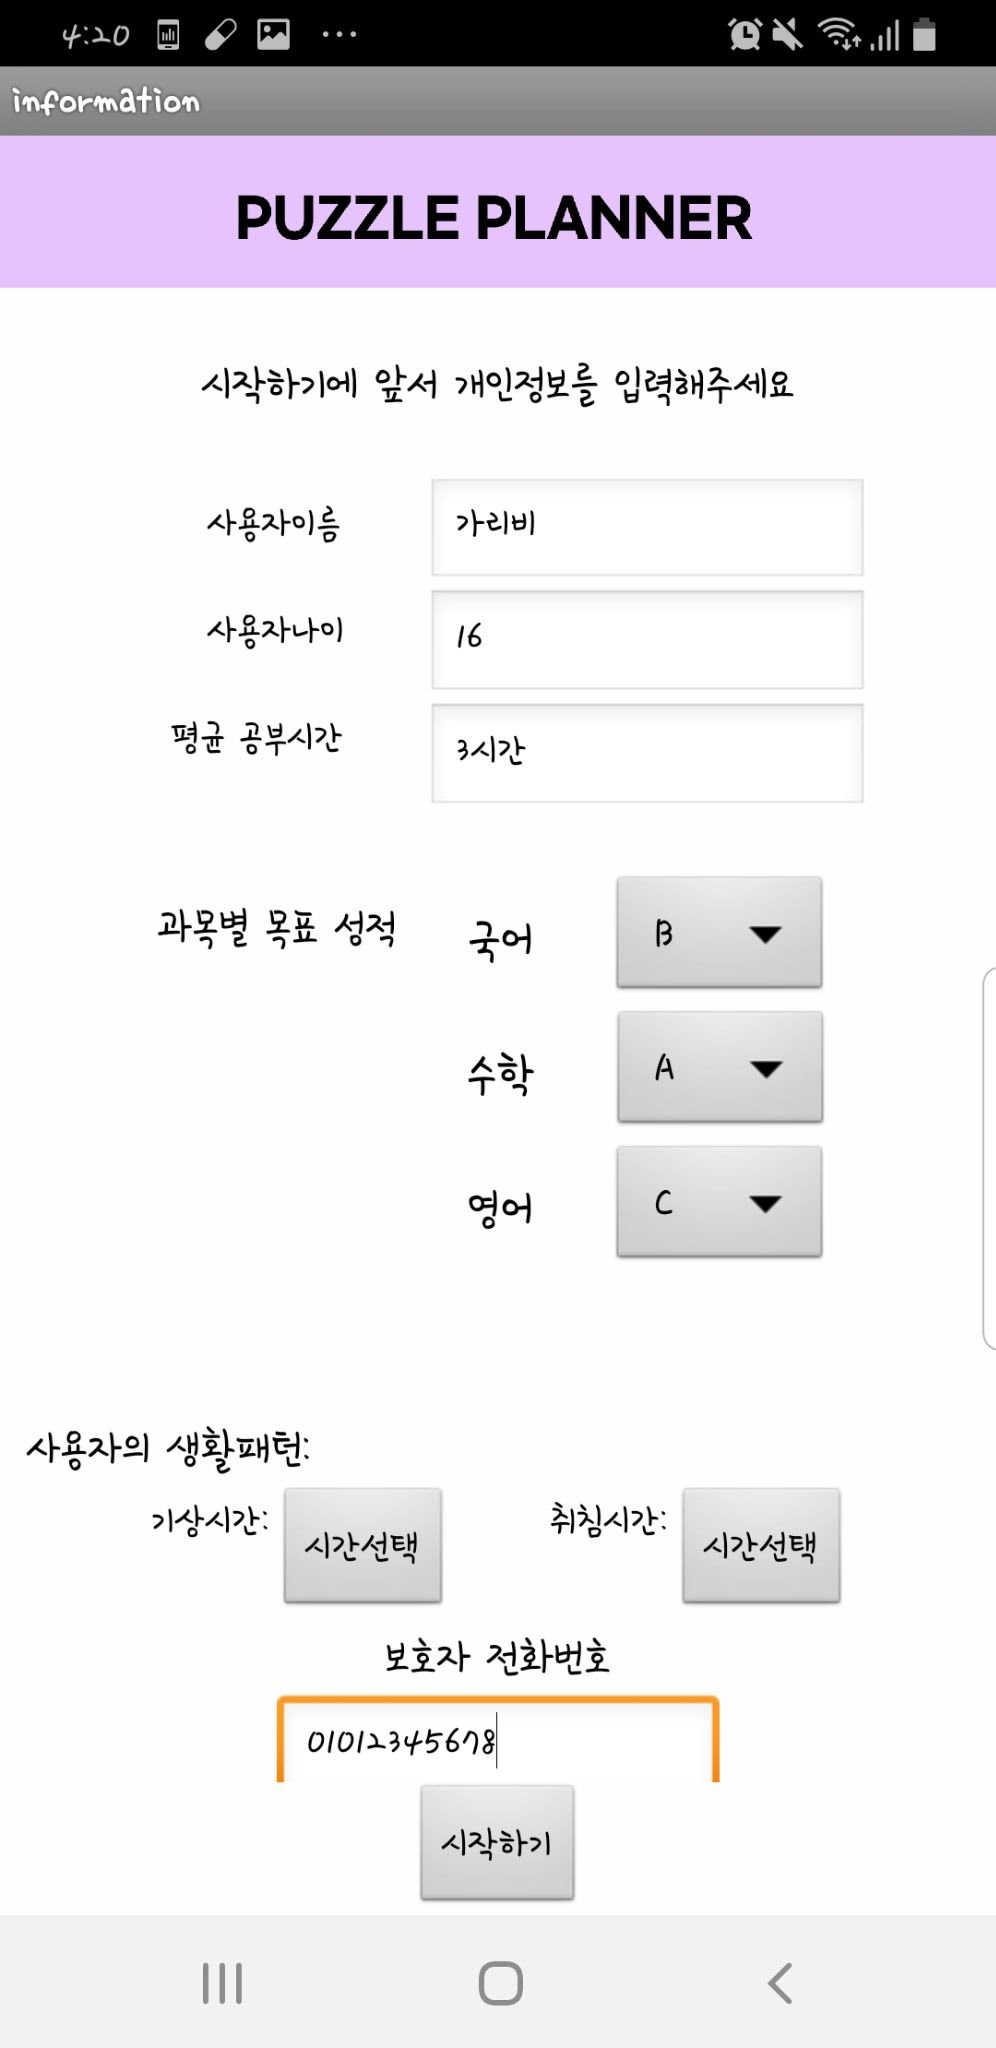 4:20
information
PUZZLE PLANNER
시작하기에 앞서 개인정보를 입력해주세요
사용자이름 가리비
사용자나이 16
평균 공부시간 3시간
과목별 목표 성적 국어 B
수학 A
영어 C
사용자의 생활패턴:
기상시간: 시간선택 취침시간: 시간선택
보호자 전화번호
01012345678
시작하기